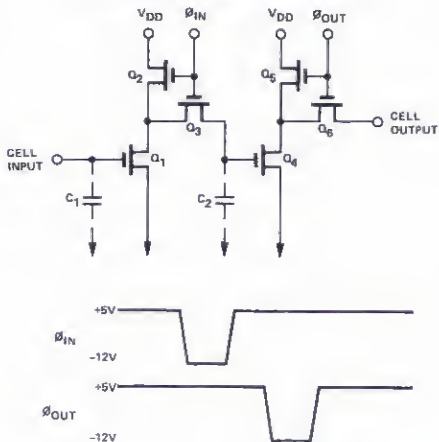 VDD ØIN VDD ØOUT
Q2 Q5
Q3 Q6
CELL INPUT Q1 Q4 CELL OUTPUT
C1 C2
+5V
ØIN
-12V
+5V
ØOUT
-12V